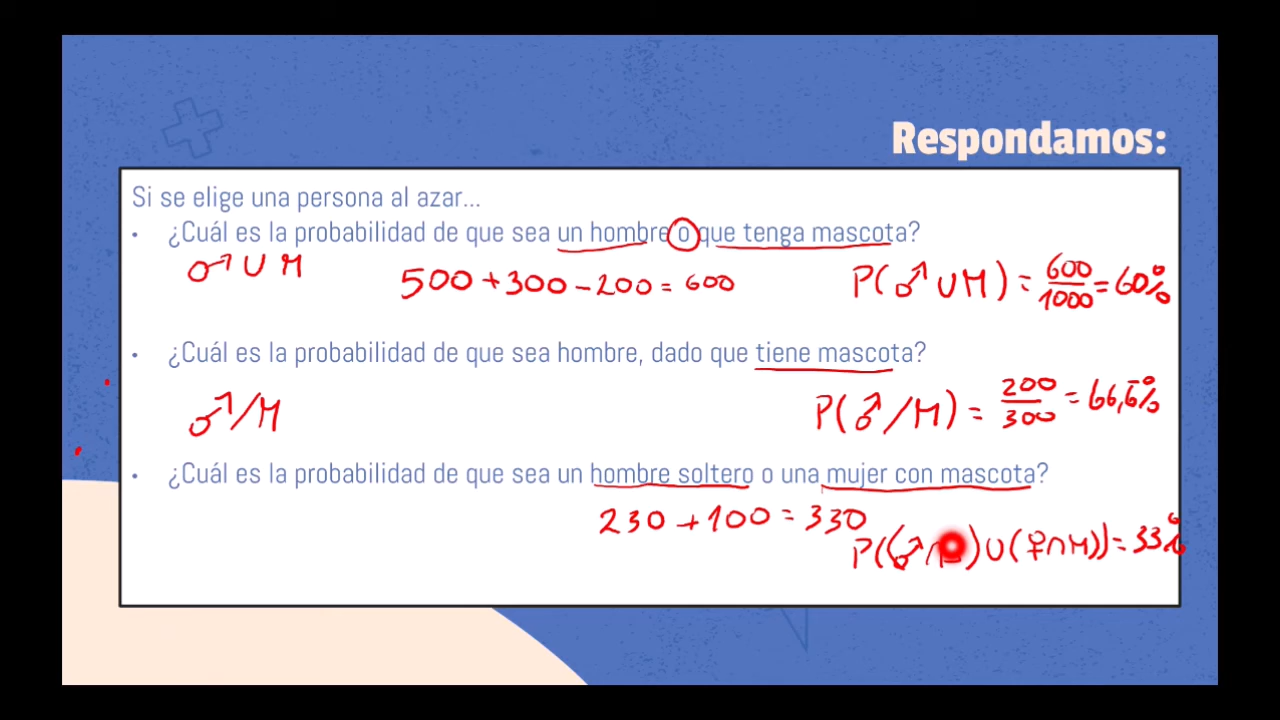 Respondamos:
Si se elige una persona al azar...
• ¿Cuál es la probabilidad de que sea un hombre o que tenga mascota?
♂ ∪ M 500 + 300 - 200 = 600 P(♂ ∪ M) = 600/1000 = 60%
• ¿Cuál es la probabilidad de que sea hombre, dado que tiene mascota?
♂/M P(♂/M) = 200/300 = 66,6%
• ¿Cuál es la probabilidad de que sea un hombre soltero o una mujer con mascota?
230 + 100 = 330
P((♂ ∩ ) ∪ (♀ ∩ M)) = 33%